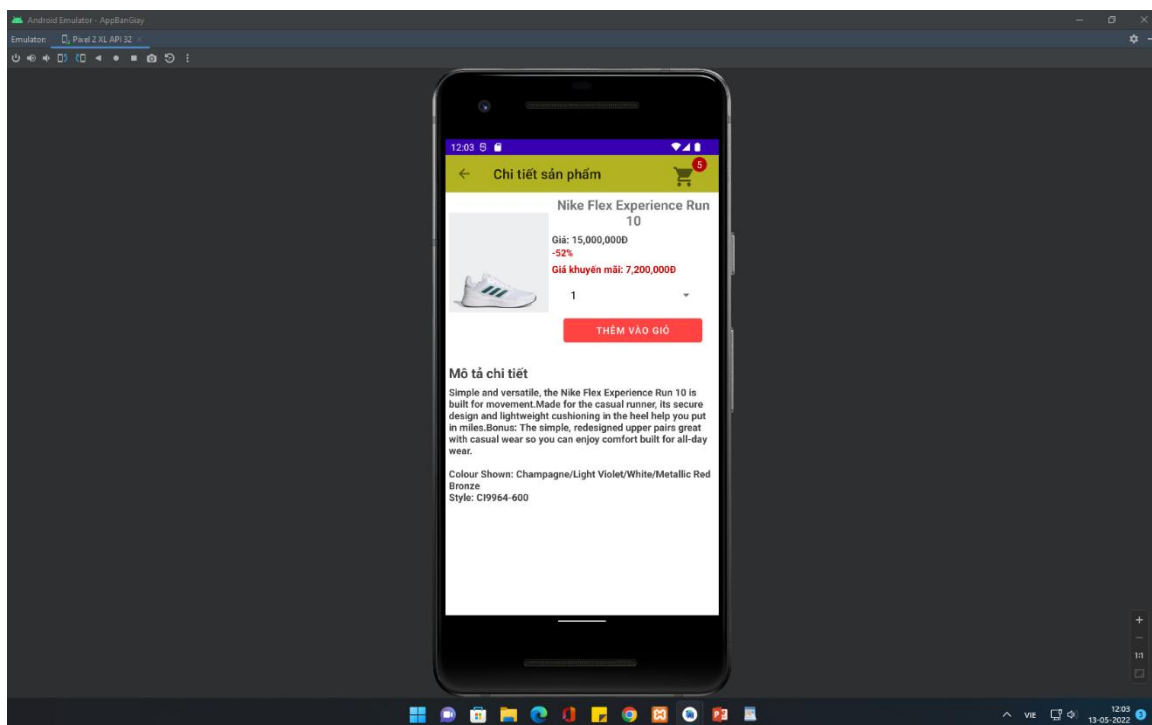 Android Emulator - AppBanGiay
Emulator: Pixel 2 XL API 32
12:03
Chi tiết sản phẩm
5
Nike Flex Experience Run
10
Giá: 15,000,000Đ
-52%
Giá khuyến mãi: 7,200,000Đ
1
THÊM VÀO GIỎ
Mô tả chi tiết
Simple and versatile, the Nike Flex Experience Run 10 is
built for movement.Made for the casual runner, its secure
design and lightweight cushioning in the heel help you put
in miles.Bonus: The simple, redesigned upper pairs great
with casual wear so you can enjoy comfort built for all-day
wear.
Colour Shown: Champagne/Light Violet/White/Metallic Red
Bronze
Style: CI9964-600
1:1
VIE
12:03
13-05-2022
3